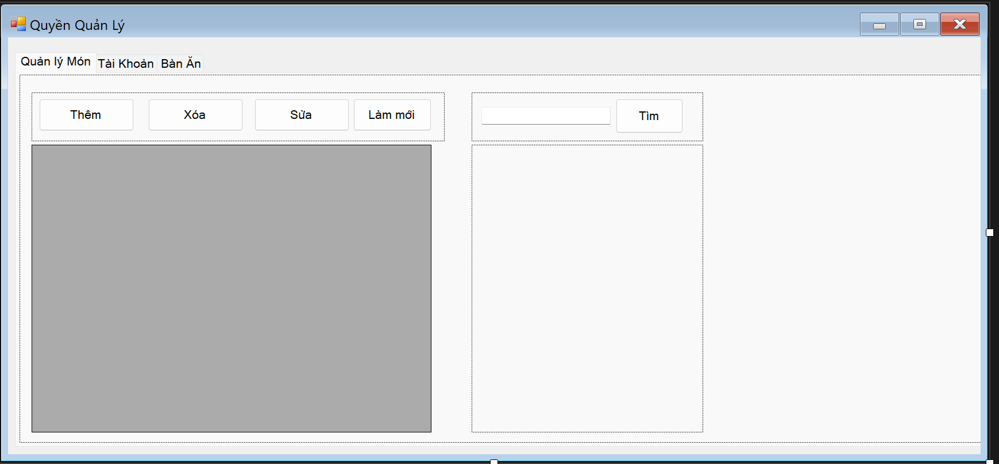 Quyền Quản Lý
Quản lý Món Tài Khoản Bàn Ăn
Thêm Xóa Sửa Làm mới Tìm